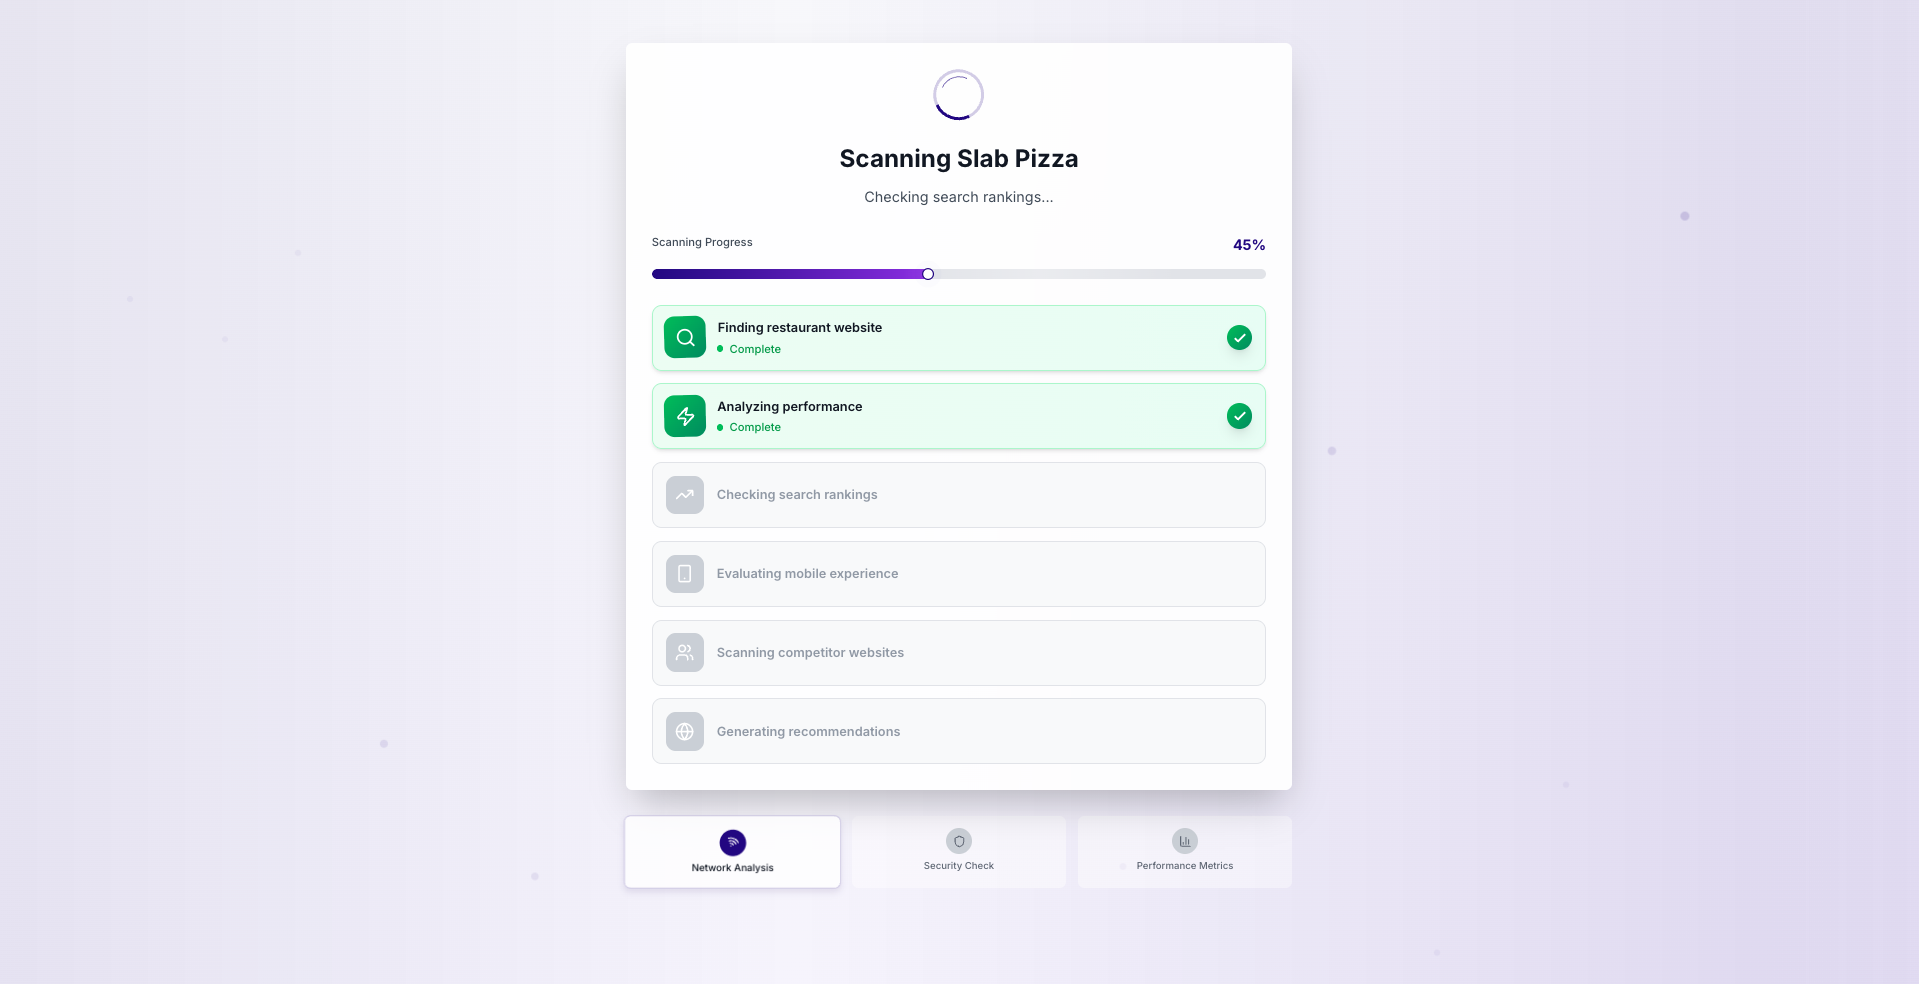 Scanning Slab Pizza
Checking search rankings...
Scanning Progress
45%
Finding restaurant website
Complete
Analyzing performance
Complete
Checking search rankings
Evaluating mobile experience
Scanning competitor websites
Generating recommendations
Network Analysis
Security Check
Performance Metrics